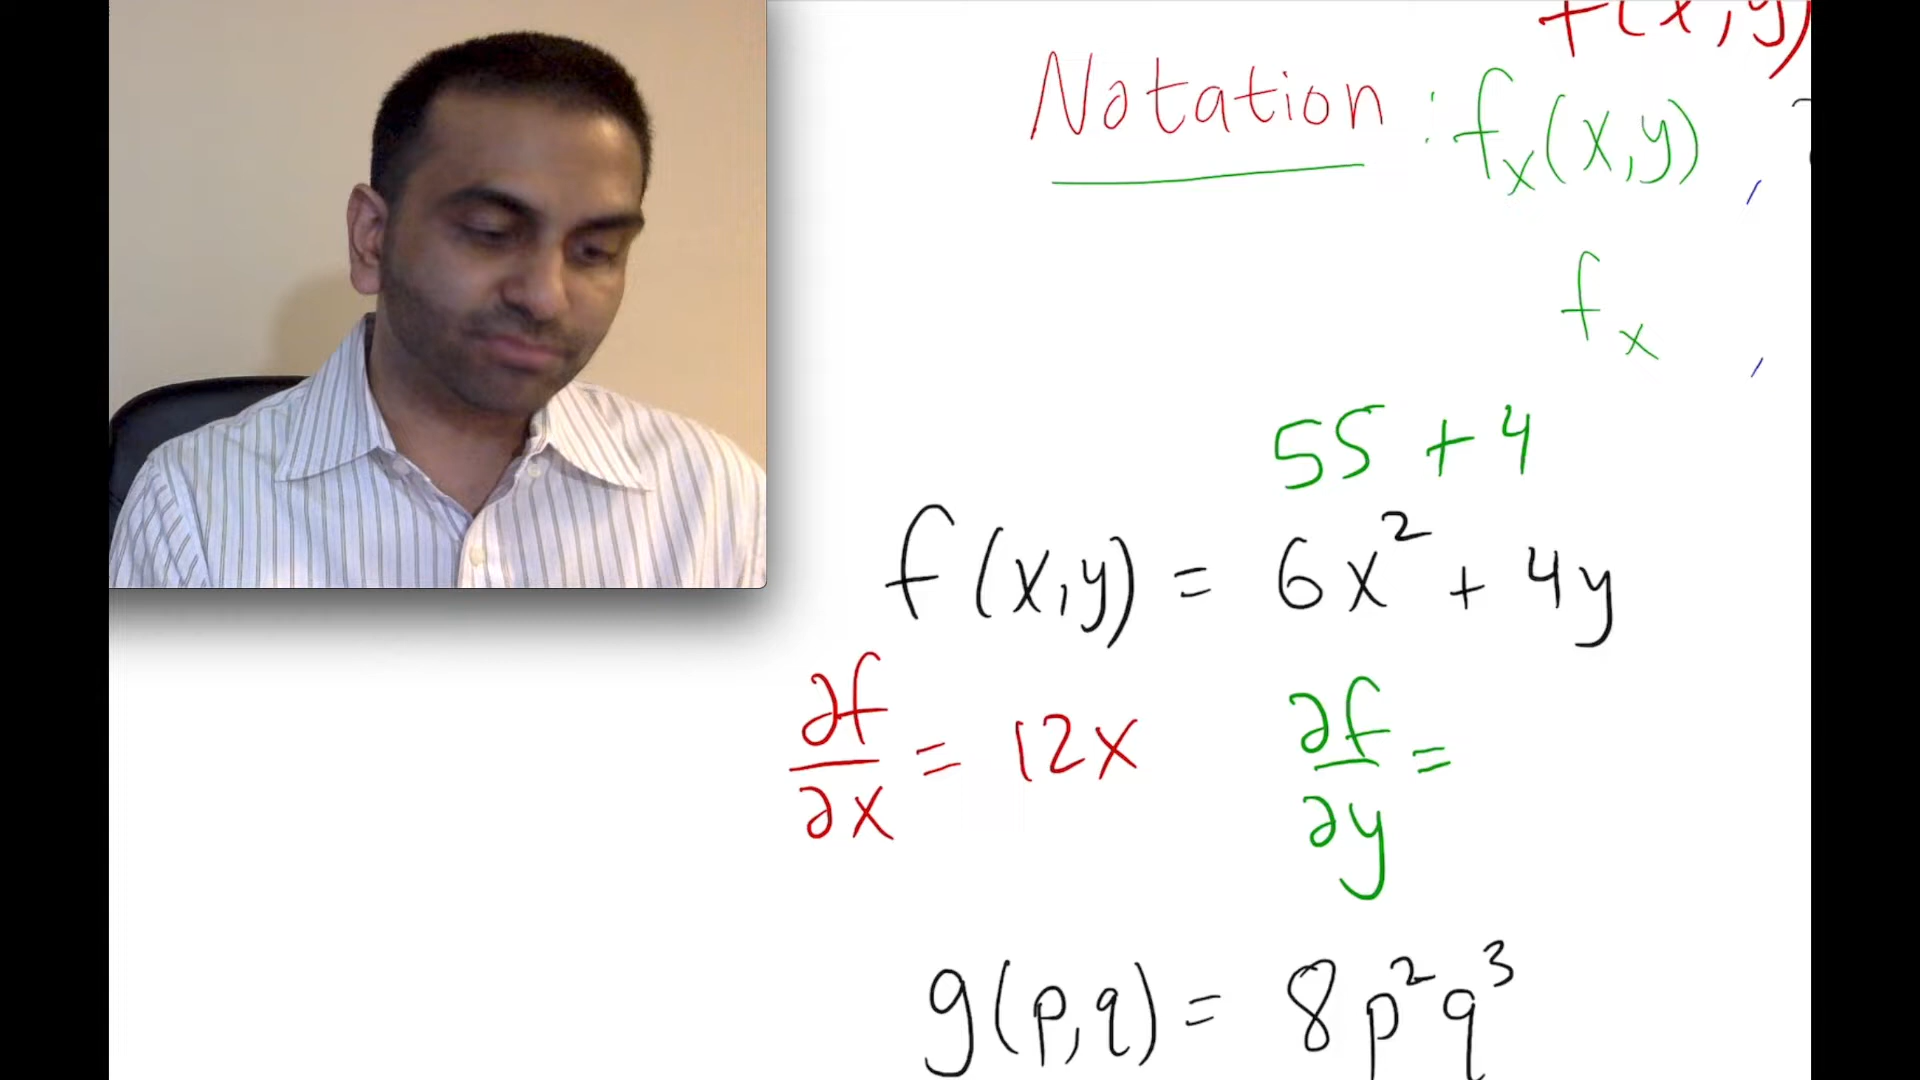 f(x,y)
Notation : fₓ(x,y) ,
fₓ ,
55 + 4
f(x,y) = 6x² + 4y
∂f/∂x = 12x ∂f/∂y =
g(p,q) = 8p²q³